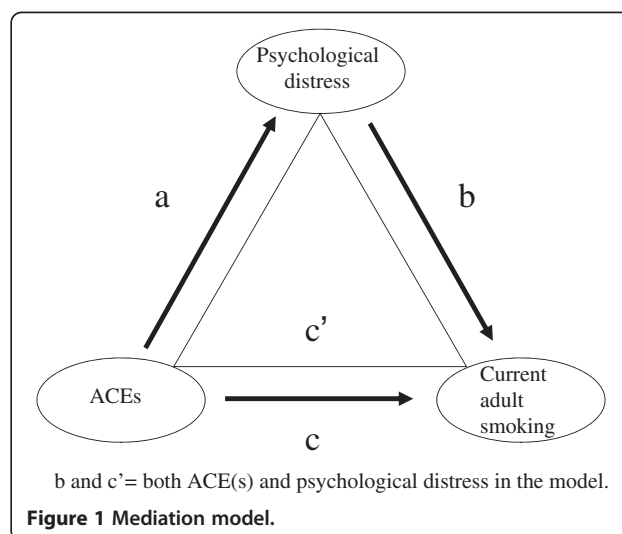 Psychological
distress
a
b
c'
ACEs
Current
adult
smoking
c
b and c'= both ACE(s) and psychological distress in the model.
Figure 1 Mediation model.